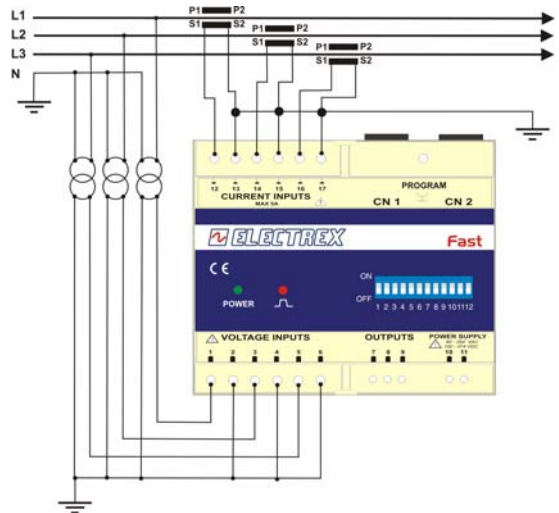 L1
P1 P2
L2
S1 S2
P1 P2
L3
S1 S2
P1 P2
N
S1 S2
12 13 14 15 16 17
CURRENT INPUTS
MAX 5A
PROGRAM
CN 1 CN 2
ELECTREX
Fast
CE
ON
OFF
POWER
1 2 3 4 5 6 7 8 9 101112
VOLTAGE INPUTS
OUTPUTS
POWER SUPPLY
1 2 3 4 5 6
7 8 9
10 11